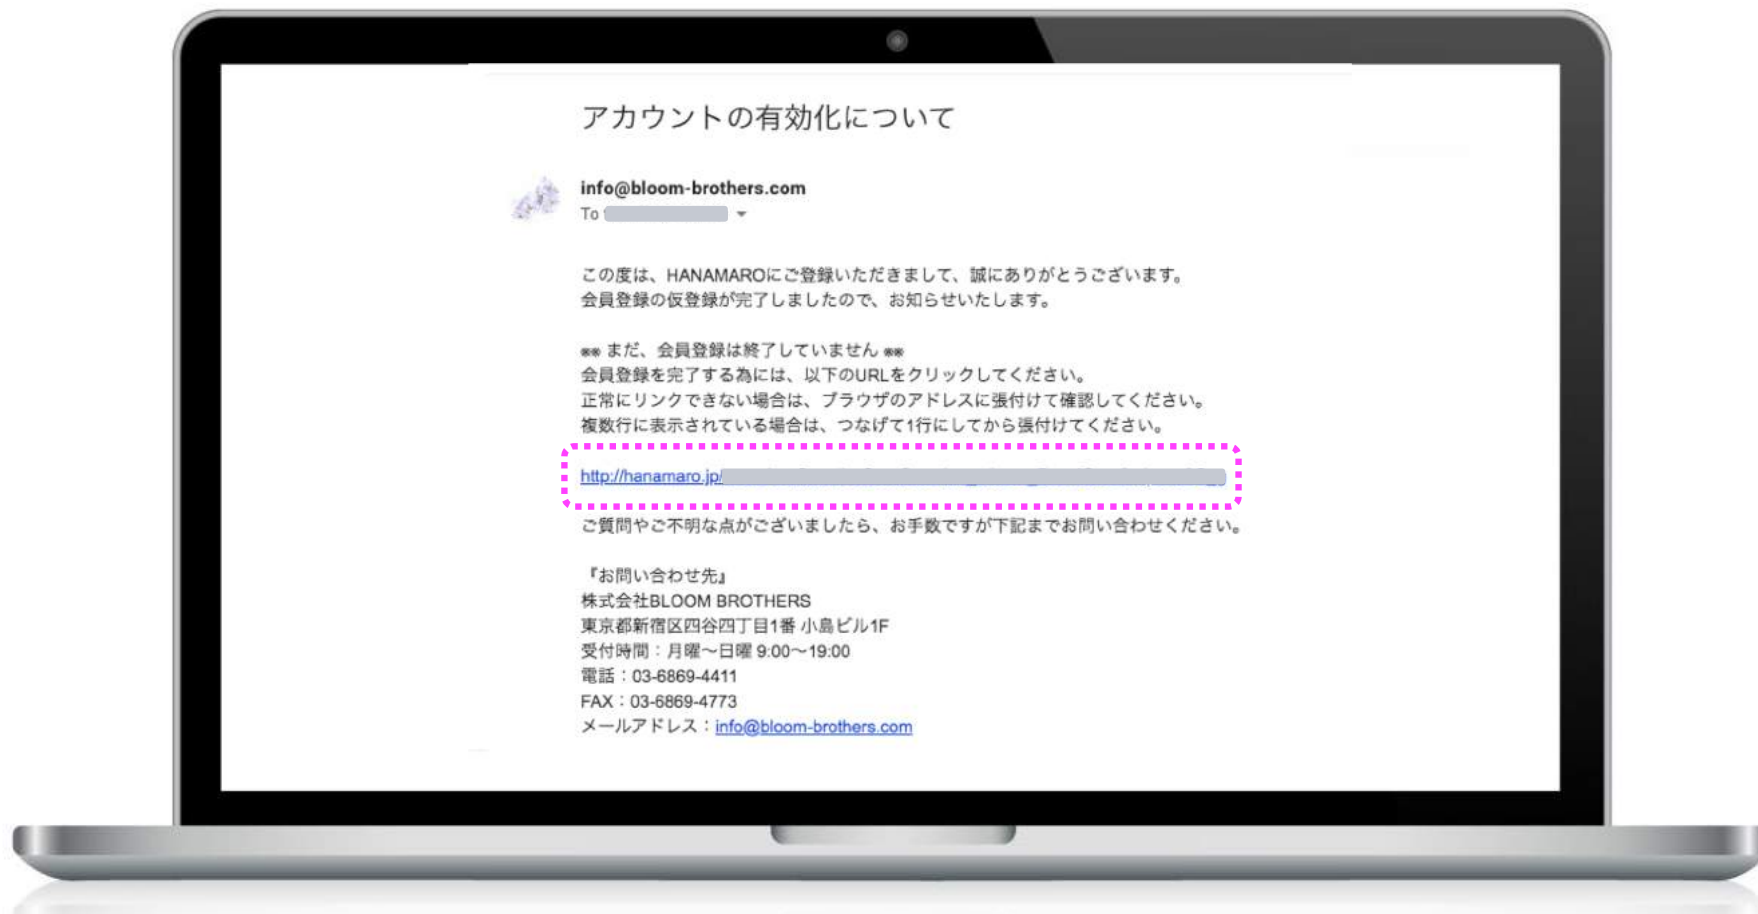 アカウントの有効化について
info@bloom-brothers.com
To
この度は、HANAMAROにご登録いただきまして、誠にありがとうございます。
会員登録の仮登録が完了しましたので、お知らせいたします。
※※ まだ、会員登録は終了していません ※※
会員登録を完了する為には、以下のURLをクリックしてください。
正常にリンクできない場合は、ブラウザのアドレスに張付けて確認してください。
複数行に表示されている場合は、つなげて1行にしてから張付けてください。
http://hanamaro.jp/
ご質問やご不明な点がございましたら、お手数ですが下記までお問い合わせください。
『お問い合わせ先』
株式会社BLOOM BROTHERS
東京都新宿区四谷四丁目1番 小島ビル1F
受付時間：月曜〜日曜 9:00〜19:00
電話：03-6869-4411
FAX：03-6869-4773
メールアドレス：info@bloom-brothers.com